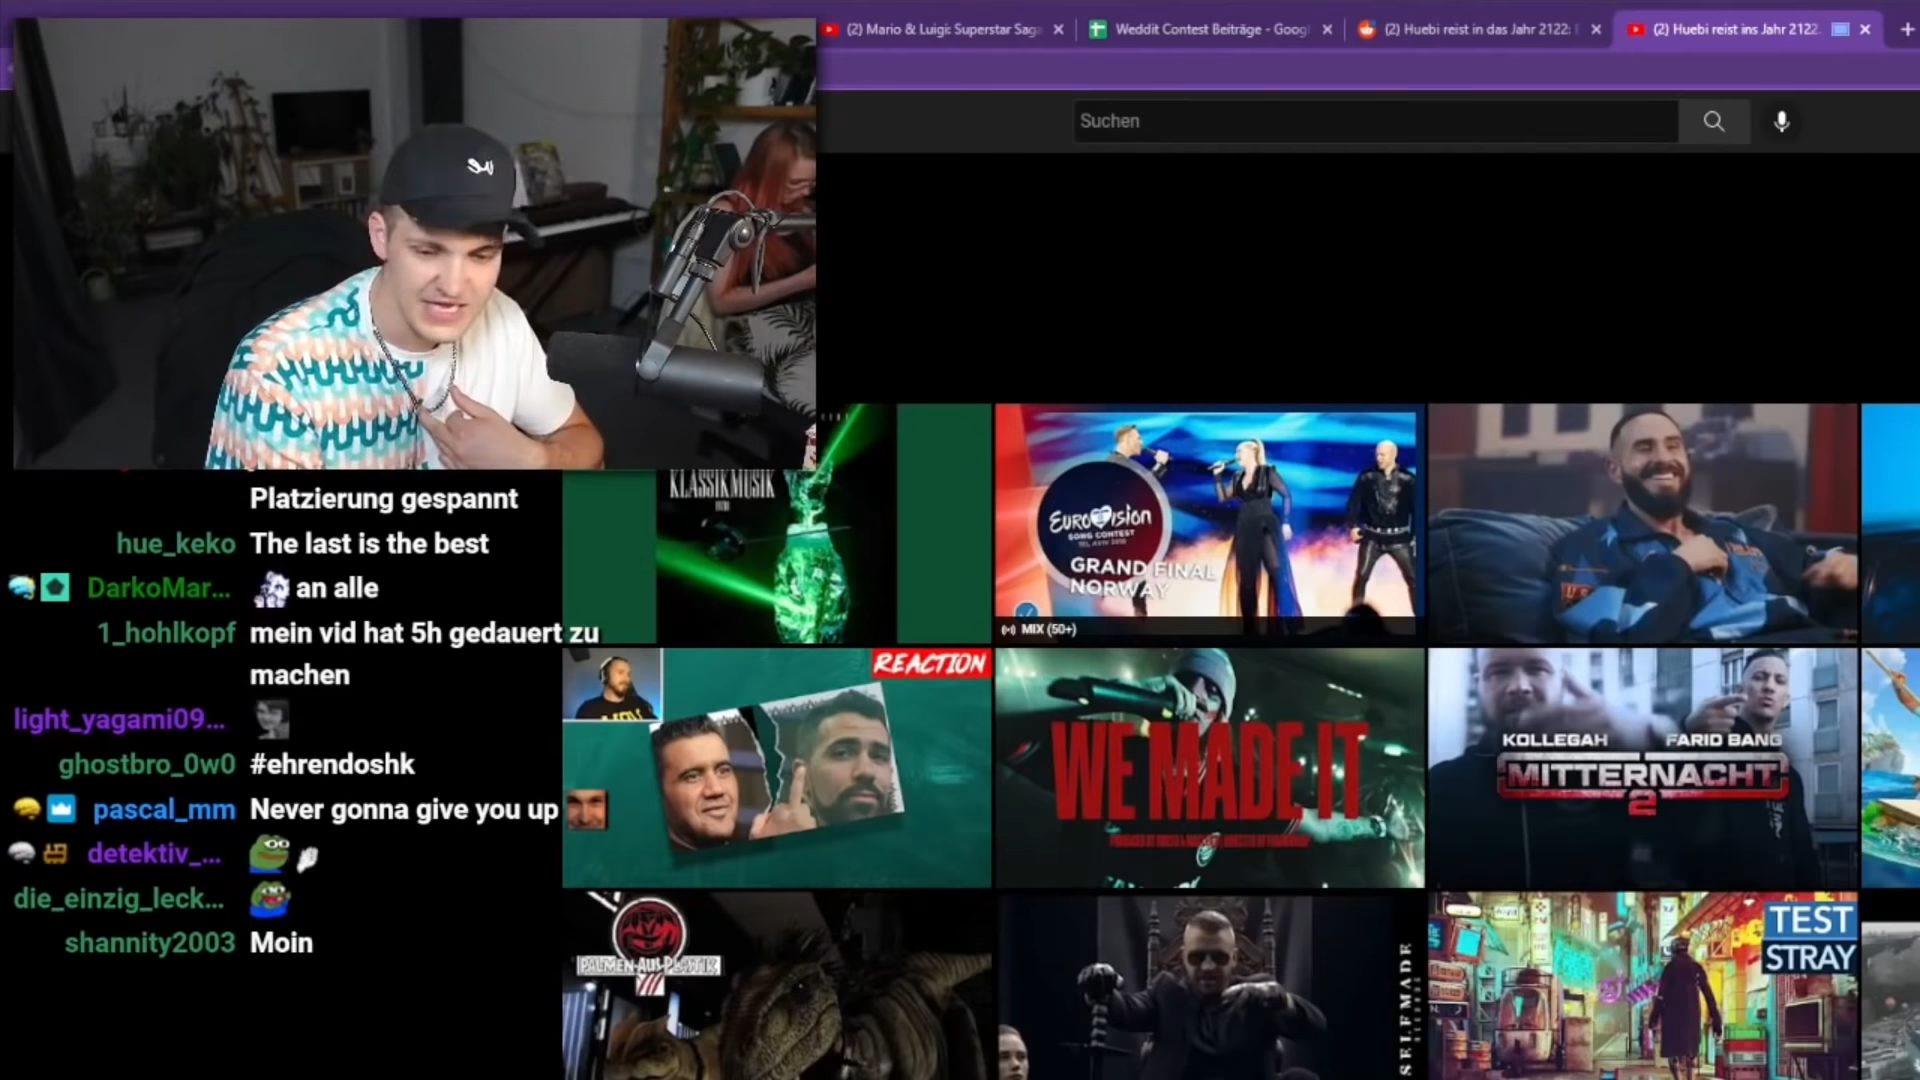 (2) Mario & Luigi: Superstar Saga
Weddit Contest Beiträge - Googl
(2) Huebi reist in das Jahr 2122:
(2) Huebi reist ins Jahr 2122.
Suchen
Platzierung gespannt
hue_keko The last is the best
DarkoMar... an alle
1_hohlkopf mein vid hat 5h gedauert zu
machen
light_yagami09...
ghostbro_0w0 #ehrendoshk
pascal_mm Never gonna give you up
detektiv_...
die_einzig_leck...
shannity2003 Moin
KLASSIKMUSIK
EUROVISION
SONG CONTEST
GRAND FINAL
NORWAY
MIX (50+)
REACTION
WE MADE IT
KOLLEGAH FARID BANG
MITTERNACHT
2
PALMEN AUS PLASTIK
SELFMADE
TEST
STRAY